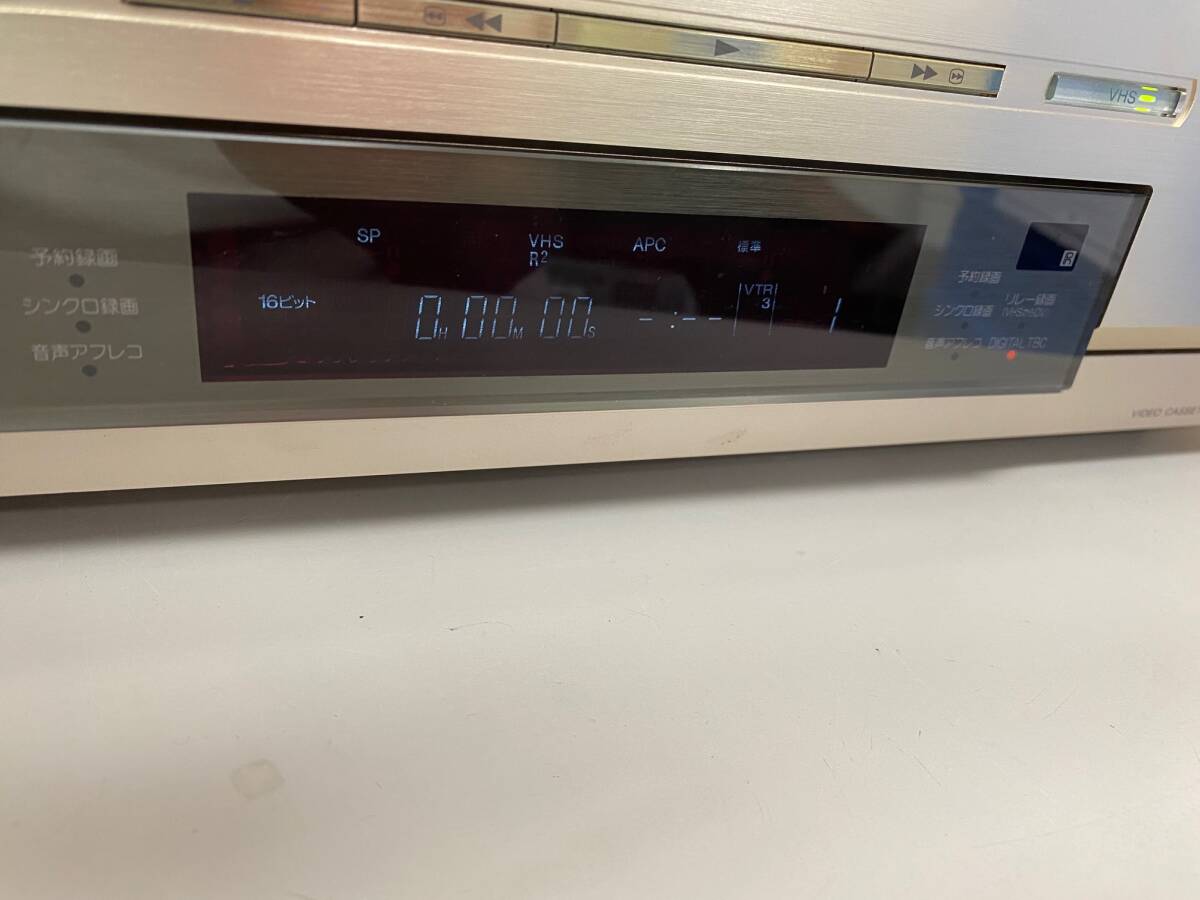 VHS
予約録画
シンクロ録画
音声アフレコ
SP
VHS
R2
APC
標準
16ビット
0H 00M 00S
-:--
VTR
3
1
R
予約録画
シンクロ録画
リレー録画
音声アフレコ
DIGITAL TBC